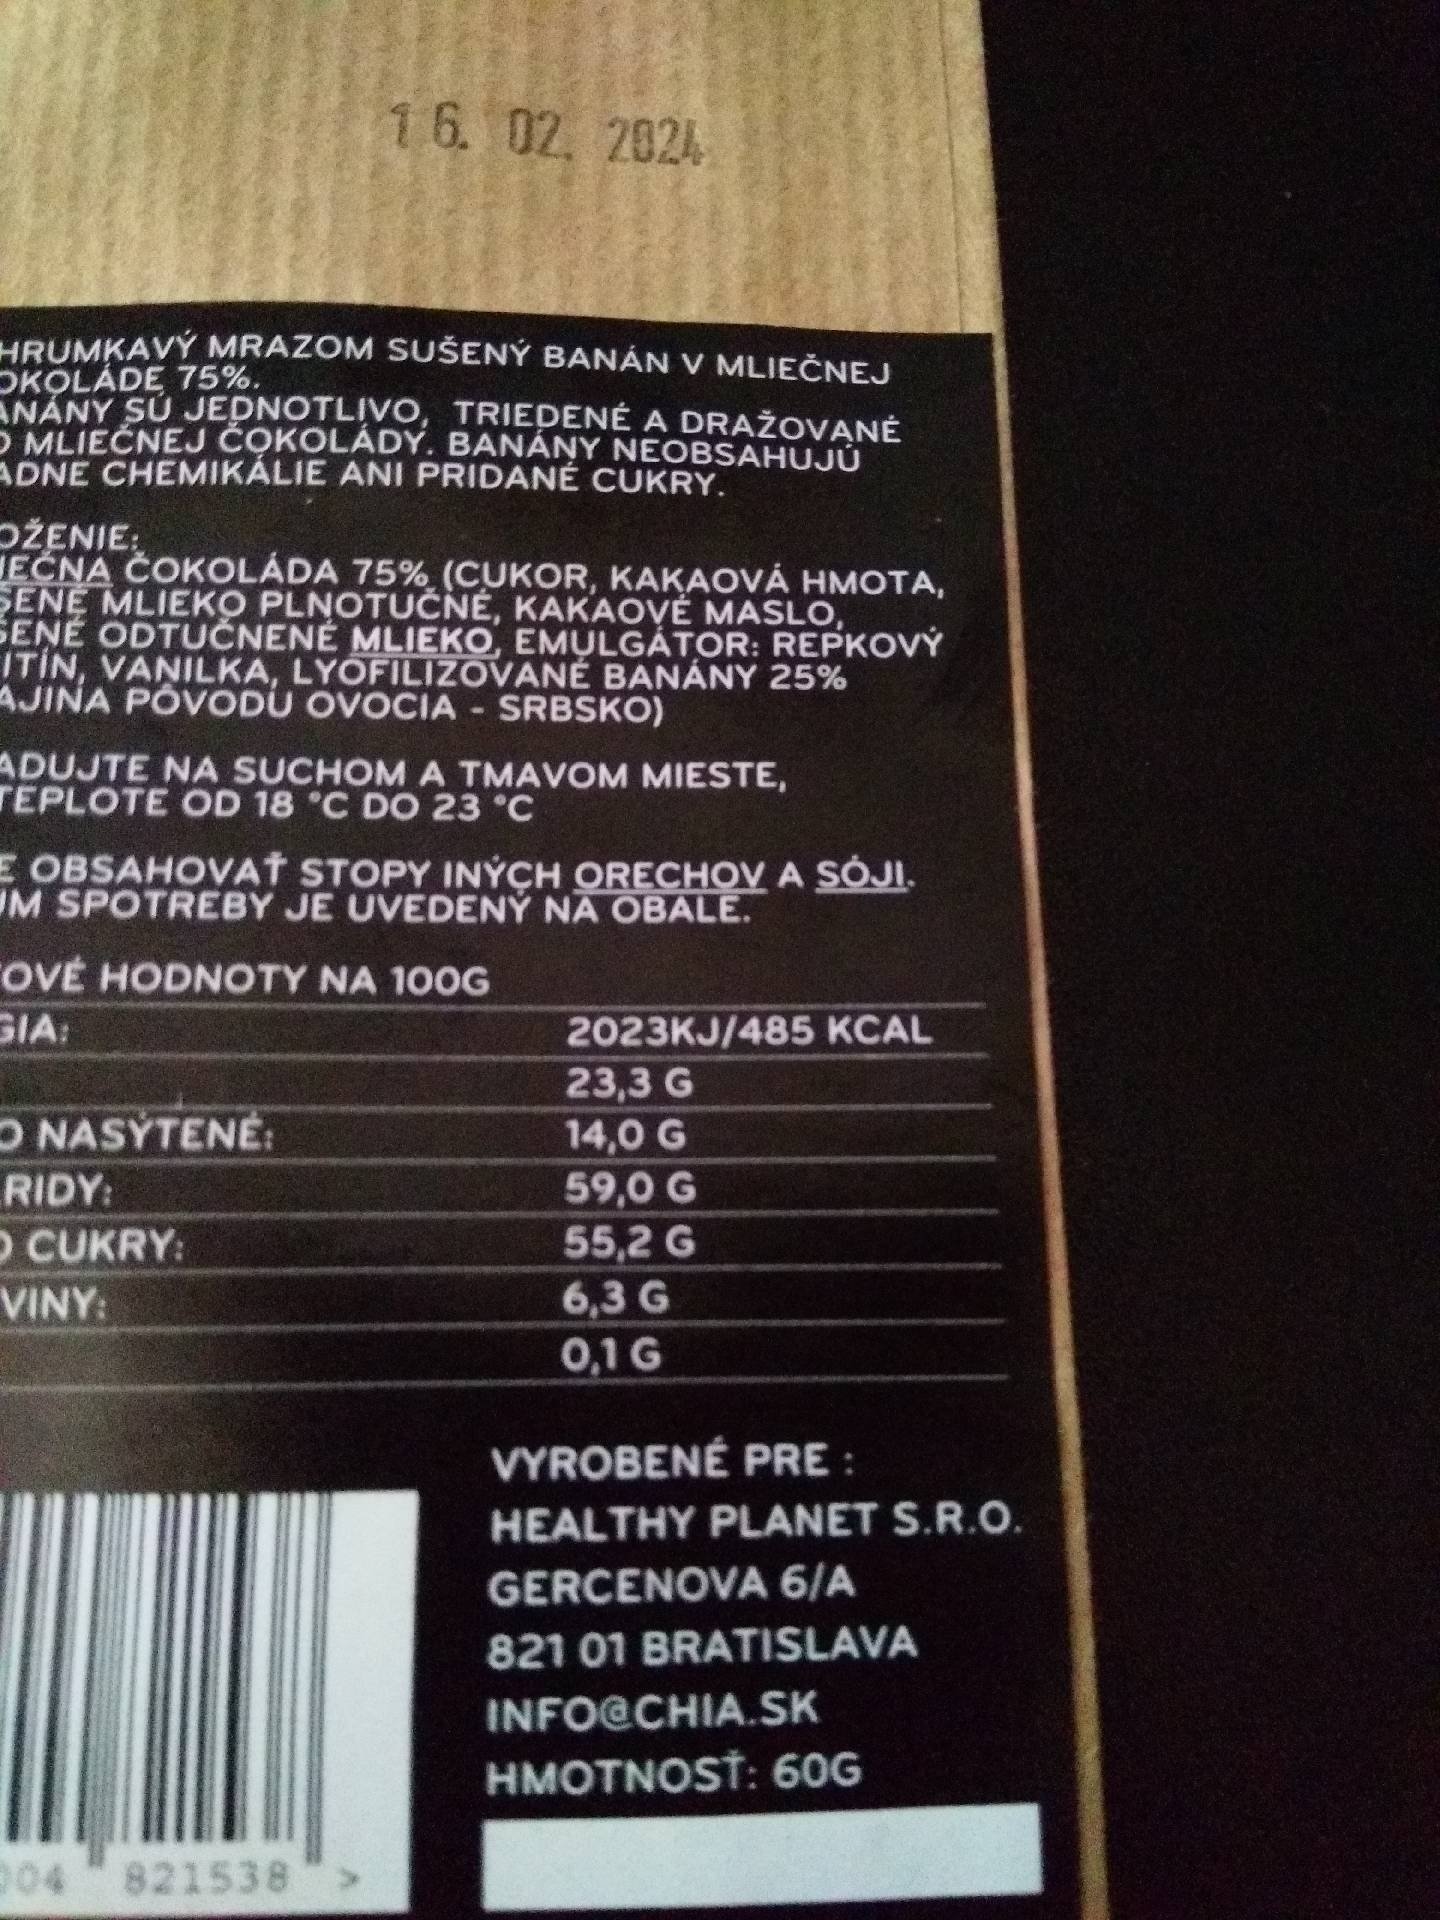 16. 02. 2024
HRUMKAVÝ MRAZOM SUŠENÝ BANÁN V MLIEČNEJ
OKOLÁDE 75%.
ANÁNY SÚ JEDNOTLIVO, TRIEDENÉ A DRAŽOVANÉ
O MLIEČNEJ ČOKOLÁDY. BANÁNY NEOBSAHUJÚ
ADNE CHEMIKÁLIE ANI PRIDANÉ CUKRY.
OŽENIE:
IEČNA ČOKOLÁDA 75% (CUKOR, KAKAOVÁ HMOTA,
ŠENÉ MLIEKO PLNOTUČNÉ, KAKAOVÉ MASLO,
ŠENÉ ODTUČNENÉ MLIEKO, EMULGÁTOR: REPKOVÝ
ITÍN, VANILKA, LYOFILIZOVANÉ BANÁNY 25%
AJINA PÔVODU OVOCIA - SRBSKO)
ADUJTE NA SUCHOM A TMAVOM MIESTE,
TEPLOTE OD 18 °C DO 23 °C
E OBSAHOVAŤ STOPY INÝCH ORECHOV A SÓJI.
UM SPOTREBY JE UVEDENÝ NA OBALE.
OVÉ HODNOTY NA 100G
GIA: 2023KJ/485 KCAL
23,3 G
O NASÝTENÉ: 14,0 G
RIDY: 59,0 G
O CUKRY: 55,2 G
VINY: 6,3 G
0,1 G
VYROBENÉ PRE :
HEALTHY PLANET S.R.O.
GERCENOVA 6/A
821 01 BRATISLAVA
INFO@CHIA.SK
HMOTNOSŤ: 60G
004 821538 >